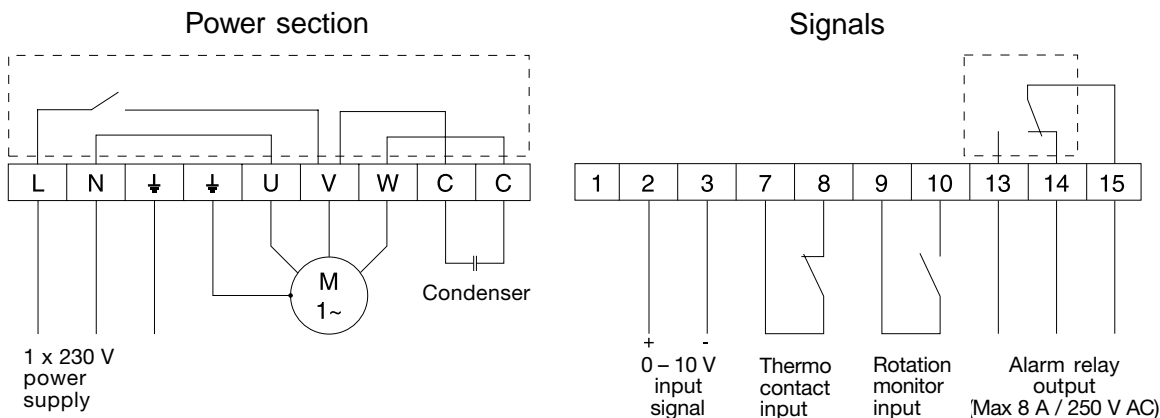 Power section
Signals
L N U V W C C
1 2 3 7 8 9 10 13 14 15
M
1~
Condenser
1 x 230 V
power
supply
+ -
0 – 10 V
input
signal
Thermo
contact
input
Rotation
monitor
input
Alarm relay
output
(Max 8 A / 250 V AC)